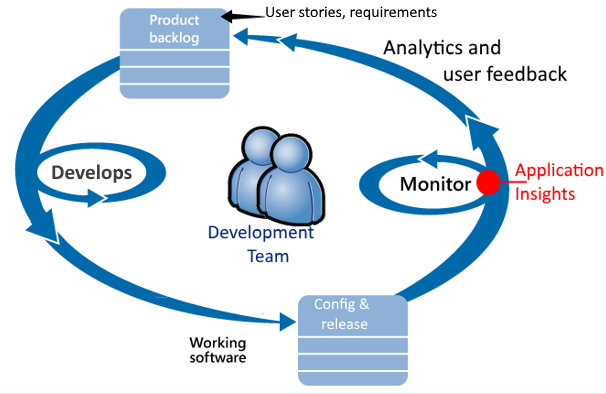 Product
backlog
User stories, requirements
Analytics and
user feedback
Develops
Monitor
Application
Insights
Development
Team
Config &
release
Working
software